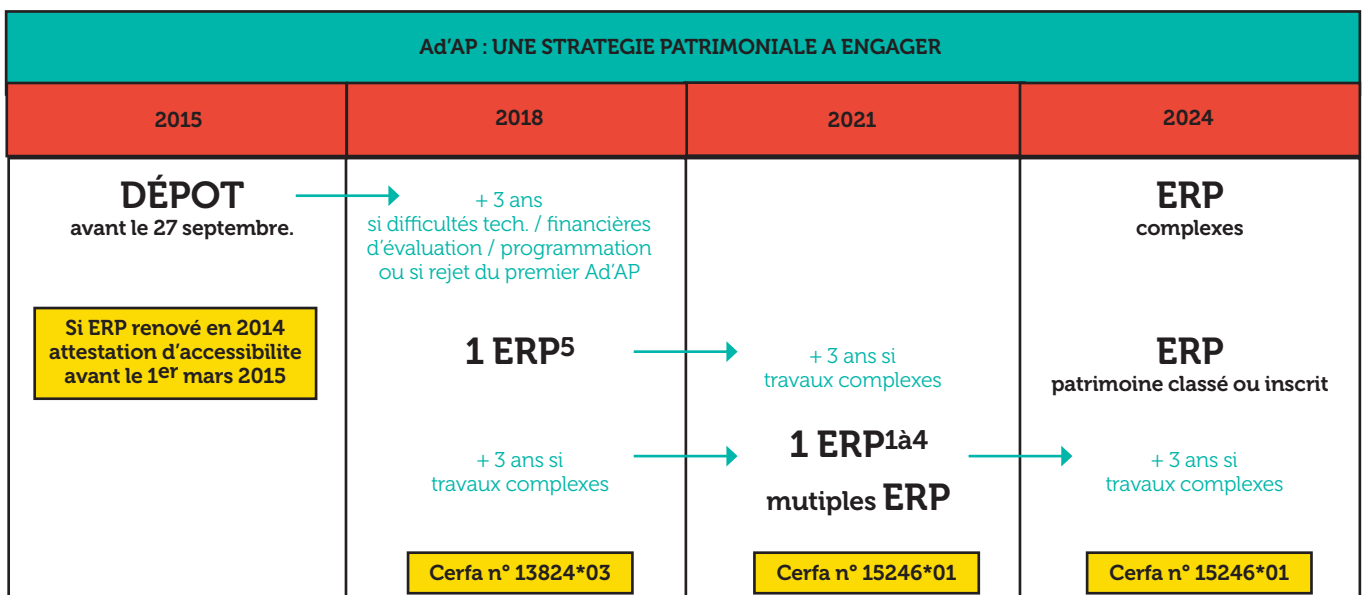 Ad'AP : UNE STRATEGIE PATRIMONIALE A ENGAGER
2015
2018
2021
2024
DÉPOT
avant le 27 septembre.
Si ERP renové en 2014
attestation d'accessibilite
avant le 1er mars 2015
+ 3 ans
si difficultés tech. / financières
d'évaluation / programmation
ou si rejet du premier Ad'AP
1 ERP5
+ 3 ans si
travaux complexes
Cerfa n° 13824*03
+ 3 ans si
travaux complexes
1 ERP1à4
mutiples ERP
Cerfa n° 15246*01
ERP
complexes
ERP
patrimoine classé ou inscrit
+ 3 ans si
travaux complexes
Cerfa n° 15246*01